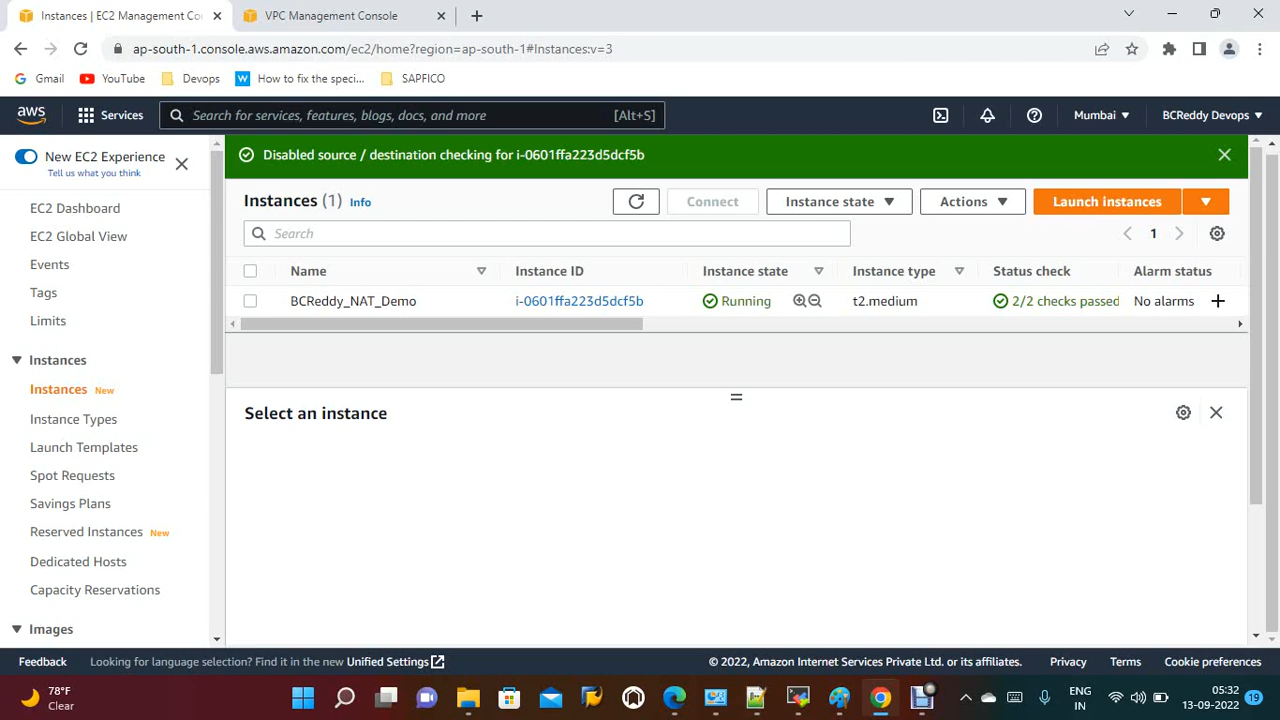 Instances | EC2 Management Co
VPC Management Console
ap-south-1.console.aws.amazon.com/ec2/home?region=ap-south-1#Instances:v=3
Gmail
YouTube
Devops
How to fix the speci...
SAPFICO
aws
Services
Search for services, features, blogs, docs, and more
[Alt+S]
Mumbai
BCReddy Devops
New EC2 Experience
Tell us what you think
EC2 Dashboard
EC2 Global View
Events
Tags
Limits
Instances
Instances New
Instance Types
Launch Templates
Spot Requests
Savings Plans
Reserved Instances New
Dedicated Hosts
Capacity Reservations
Images
Disabled source / destination checking for i-0601ffa223d5dcf5b
Instances (1) Info
Connect
Instance state
Actions
Launch instances
Search
1
Name
Instance ID
Instance state
Instance type
Status check
Alarm status
BCReddy_NAT_Demo
i-0601ffa223d5dcf5b
Running
t2.medium
2/2 checks passed
No alarms
Select an instance
Feedback
Looking for language selection? Find it in the new Unified Settings
© 2022, Amazon Internet Services Private Ltd. or its affiliates.
Privacy
Terms
Cookie preferences
78°F
Clear
ENG
IN
05:32
13-09-2022
19